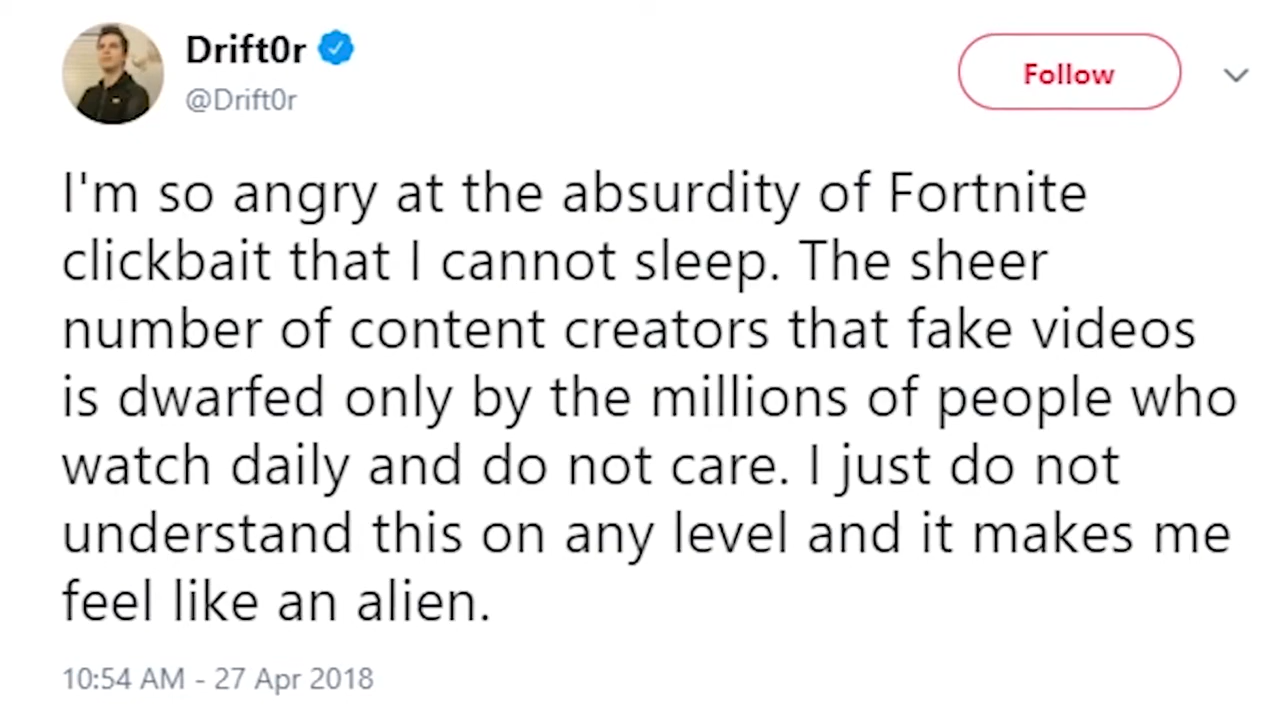 Drift0r
@Drift0r
Follow
I'm so angry at the absurdity of Fortnite
clickbait that I cannot sleep. The sheer
number of content creators that fake videos
is dwarfed only by the millions of people who
watch daily and do not care. I just do not
understand this on any level and it makes me
feel like an alien.
10:54 AM - 27 Apr 2018